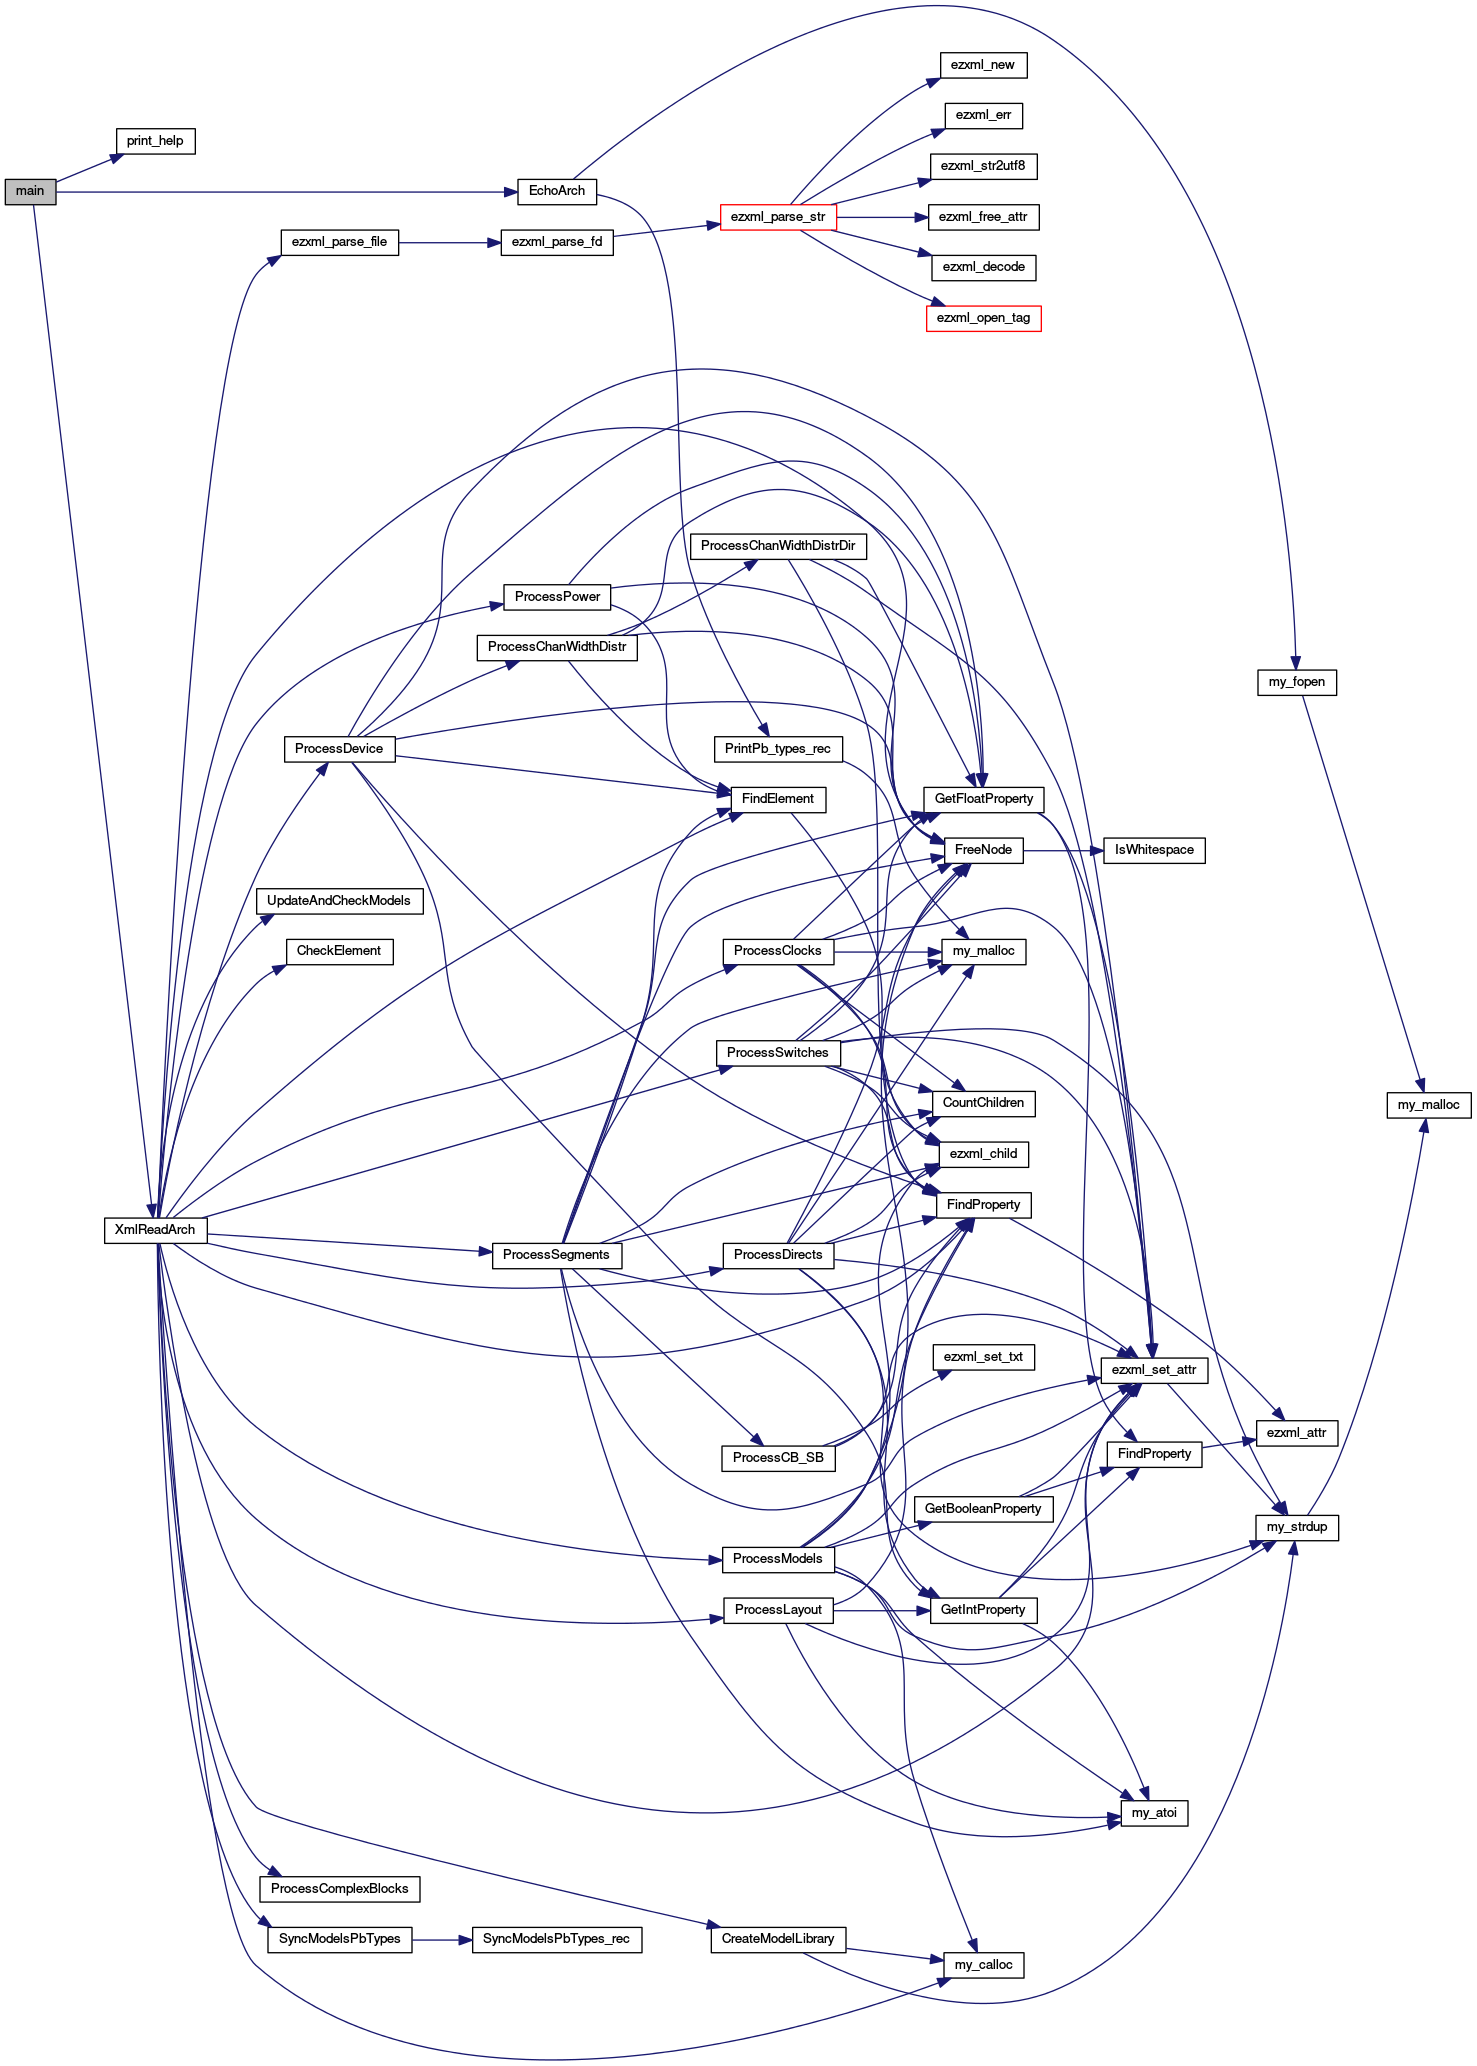 ezxml_new
ezxml_err
print_help
ezxml_str2utf8
main
EchoArch
ezxml_parse_str
ezxml_free_attr
ezxml_parse_file
ezxml_parse_fd
ezxml_decode
ezxml_open_tag
ProcessChanWidthDistrDir
ProcessPower
ProcessChanWidthDistr
my_fopen
ProcessDevice
PrintPb_types_rec
FindElement
GetFloatProperty
FreeNode
IsWhitespace
UpdateAndCheckModels
CheckElement
ProcessClocks
my_malloc
ProcessSwitches
CountChildren
my_malloc
ezxml_child
FindProperty
XmlReadArch
ProcessSegments
ProcessDirects
ezxml_set_txt
ezxml_set_attr
ezxml_attr
ProcessCB_SB
FindProperty
GetBooleanProperty
my_strdup
ProcessModels
ProcessLayout
GetIntProperty
my_atoi
ProcessComplexBlocks
SyncModelsPbTypes
SyncModelsPbTypes_rec
CreateModelLibrary
my_calloc